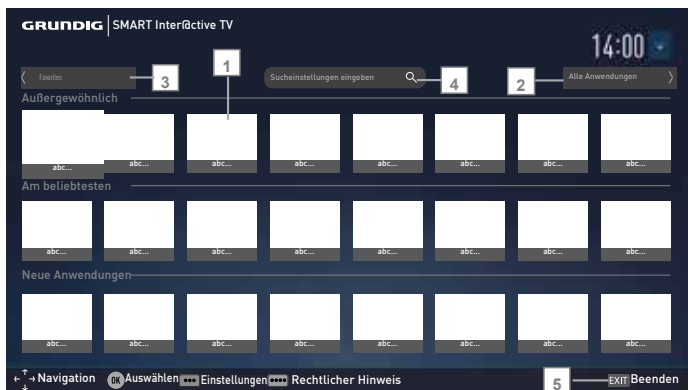 GRUNDIG SMART Inter@ctive TV
14:00
Favorites 3 1 Sucheinstellungen eingeben 4 2 Alle Anwendungen
Außergewöhnlich
abc... abc... abc... abc... abc... abc... abc... abc...
Am beliebtesten
abc... abc... abc... abc... abc... abc... abc... abc...
Neue Anwendungen
abc... abc... abc... abc... abc... abc... abc... abc...
Navigation OK Auswählen Einstellungen Rechtlicher Hinweis 5 EXIT Beenden